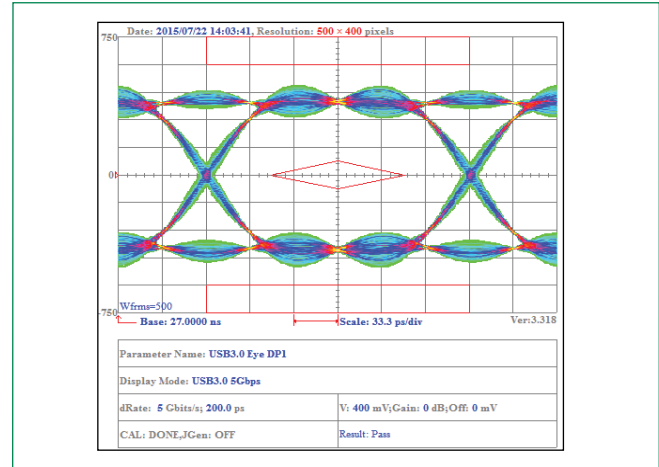 Date: 2015/07/22 14:03:41, Resolution: 500 × 400 pixels
750
0
-750
Wfrms=500
Base: 27.0000 ns
Scale: 33.3 ps/div
Ver:3.318
Parameter Name: USB3.0 Eye DP1
Display Mode: USB3.0 5Gbps
dRate: 5 Gbits/s; 200.0 ps
V: 400 mV;Gain: 0 dB;Off: 0 mV
CAL: DONE,JGen: OFF
Result: Pass